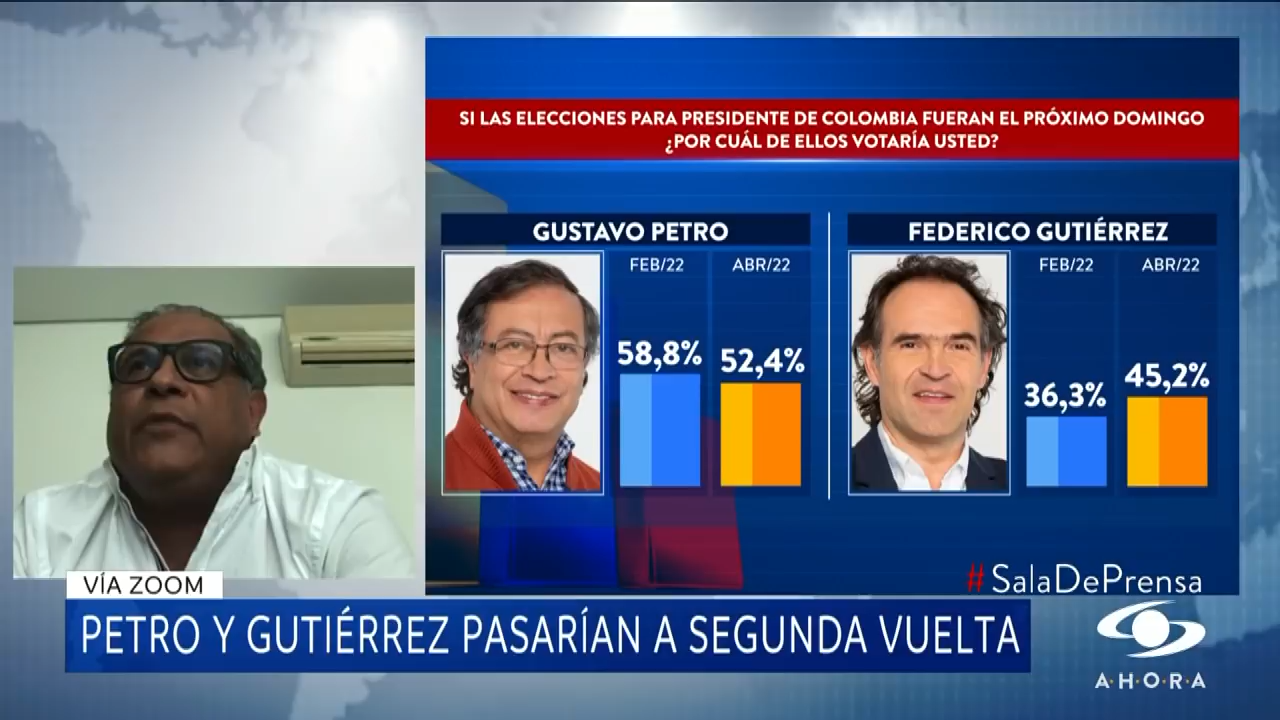 SI LAS ELECCIONES PARA PRESIDENTE DE COLOMBIA FUERAN EL PRÓXIMO DOMINGO
¿POR CUÁL DE ELLOS VOTARÍA USTED?
GUSTAVO PETRO
FEB/22
ABR/22
58,8%
52,4%
FEDERICO GUTIÉRREZ
FEB/22
ABR/22
36,3%
45,2%
#SalaDePrensa
VÍA ZOOM
PETRO Y GUTIÉRREZ PASARÍAN A SEGUNDA VUELTA
A·H·O·R·A